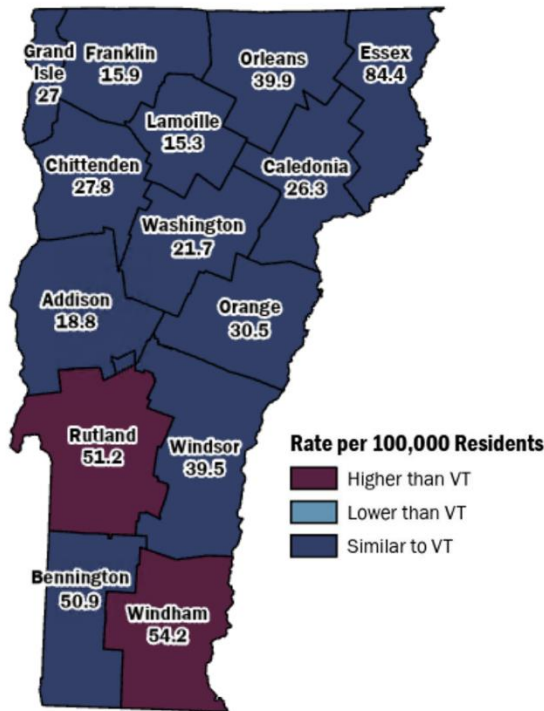 Grand
Isle
27
Franklin
15.9
Orleans
39.9
Essex
84.4
Lamoille
15.3
Chittenden
27.8
Caledonia
26.3
Washington
21.7
Addison
18.8
Orange
30.5
Rutland
51.2
Windsor
39.5
Rate per 100,000 Residents
Higher than VT
Lower than VT
Similar to VT
Bennington
50.9
Windham
54.2